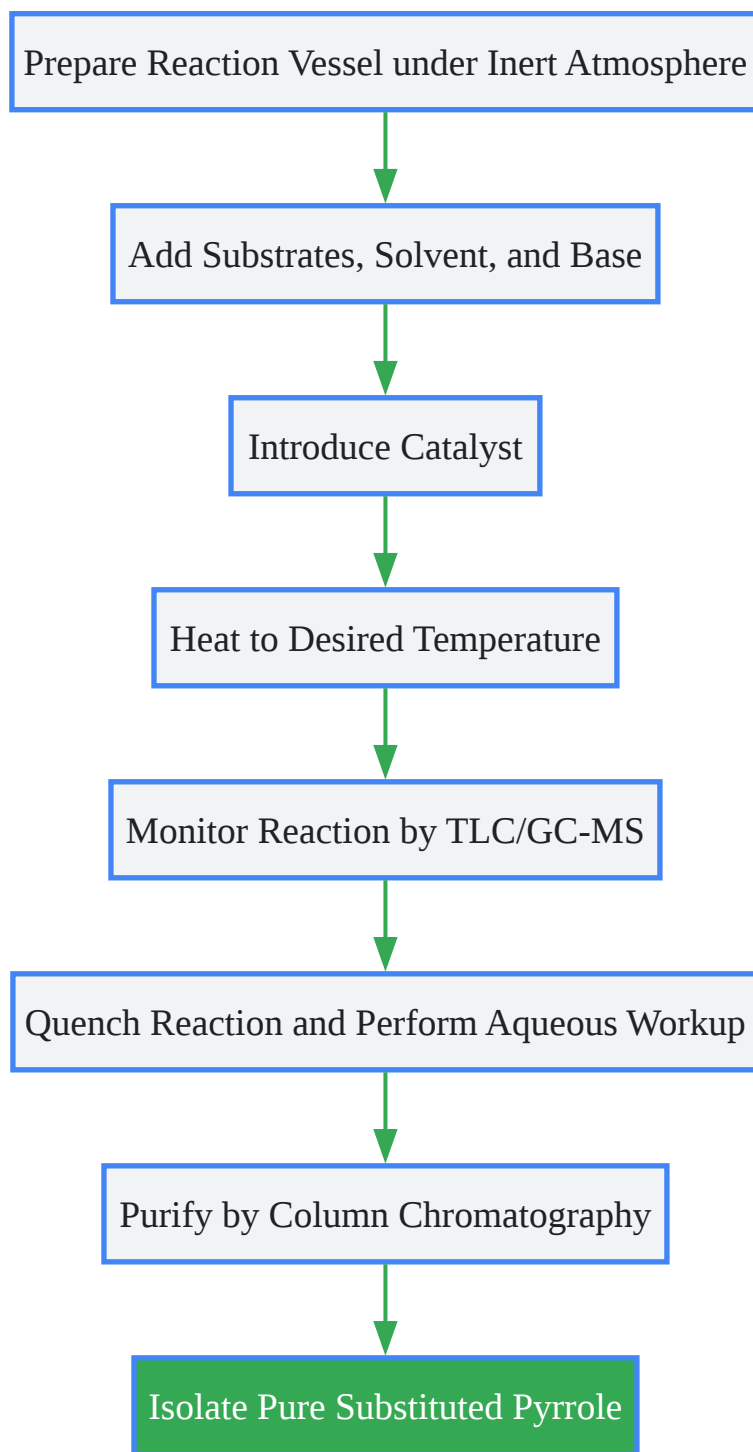 Prepare Reaction Vessel under Inert Atmosphere
Add Substrates, Solvent, and Base
Introduce Catalyst
Heat to Desired Temperature
Monitor Reaction by TLC/GC-MS
Quench Reaction and Perform Aqueous Workup
Purify by Column Chromatography
Isolate Pure Substituted Pyrrole